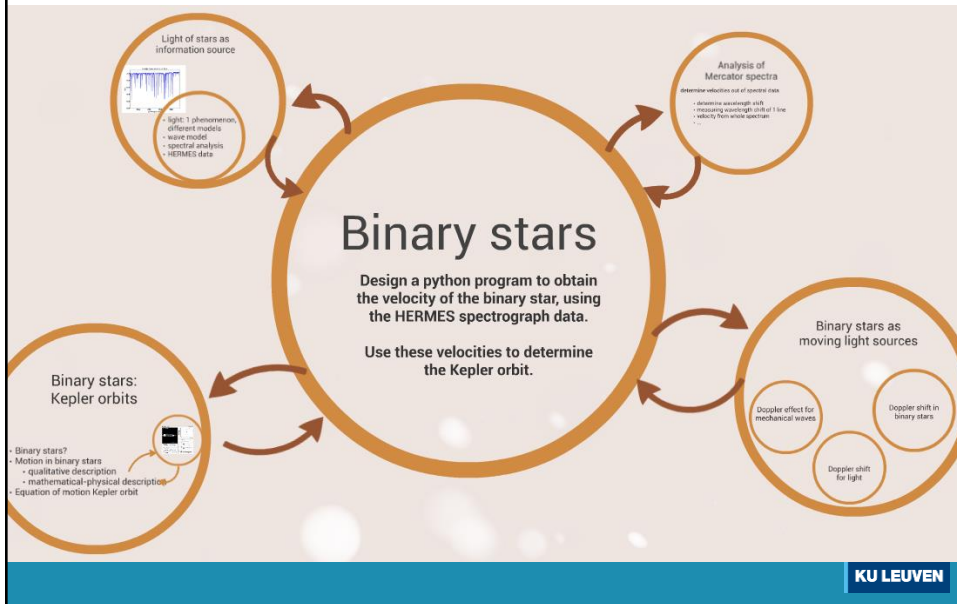 Light of stars as
information source
• light: 1 phenomenon,
different models
• wave model
• spectral analysis
• HERMES data
Analysis of
Mercator spectra
determine velocities out of spectral data
• determine wavelength shift
• measuring wavelength shift of 1 line
• velocity from whole spectrum
• ...
Binary stars
Design a python program to obtain
the velocity of the binary star, using
the HERMES spectrograph data.
Use these velocities to determine
the Kepler orbit.
Binary stars:
Kepler orbits
• Binary stars?
• Motion in binary stars
• qualitative description
• mathematical-physical description
• Equation of motion Kepler orbit
Binary stars as
moving light sources
Doppler effect for
mechanical waves
Doppler shift in
binary stars
Doppler shift
for light
KU LEUVEN